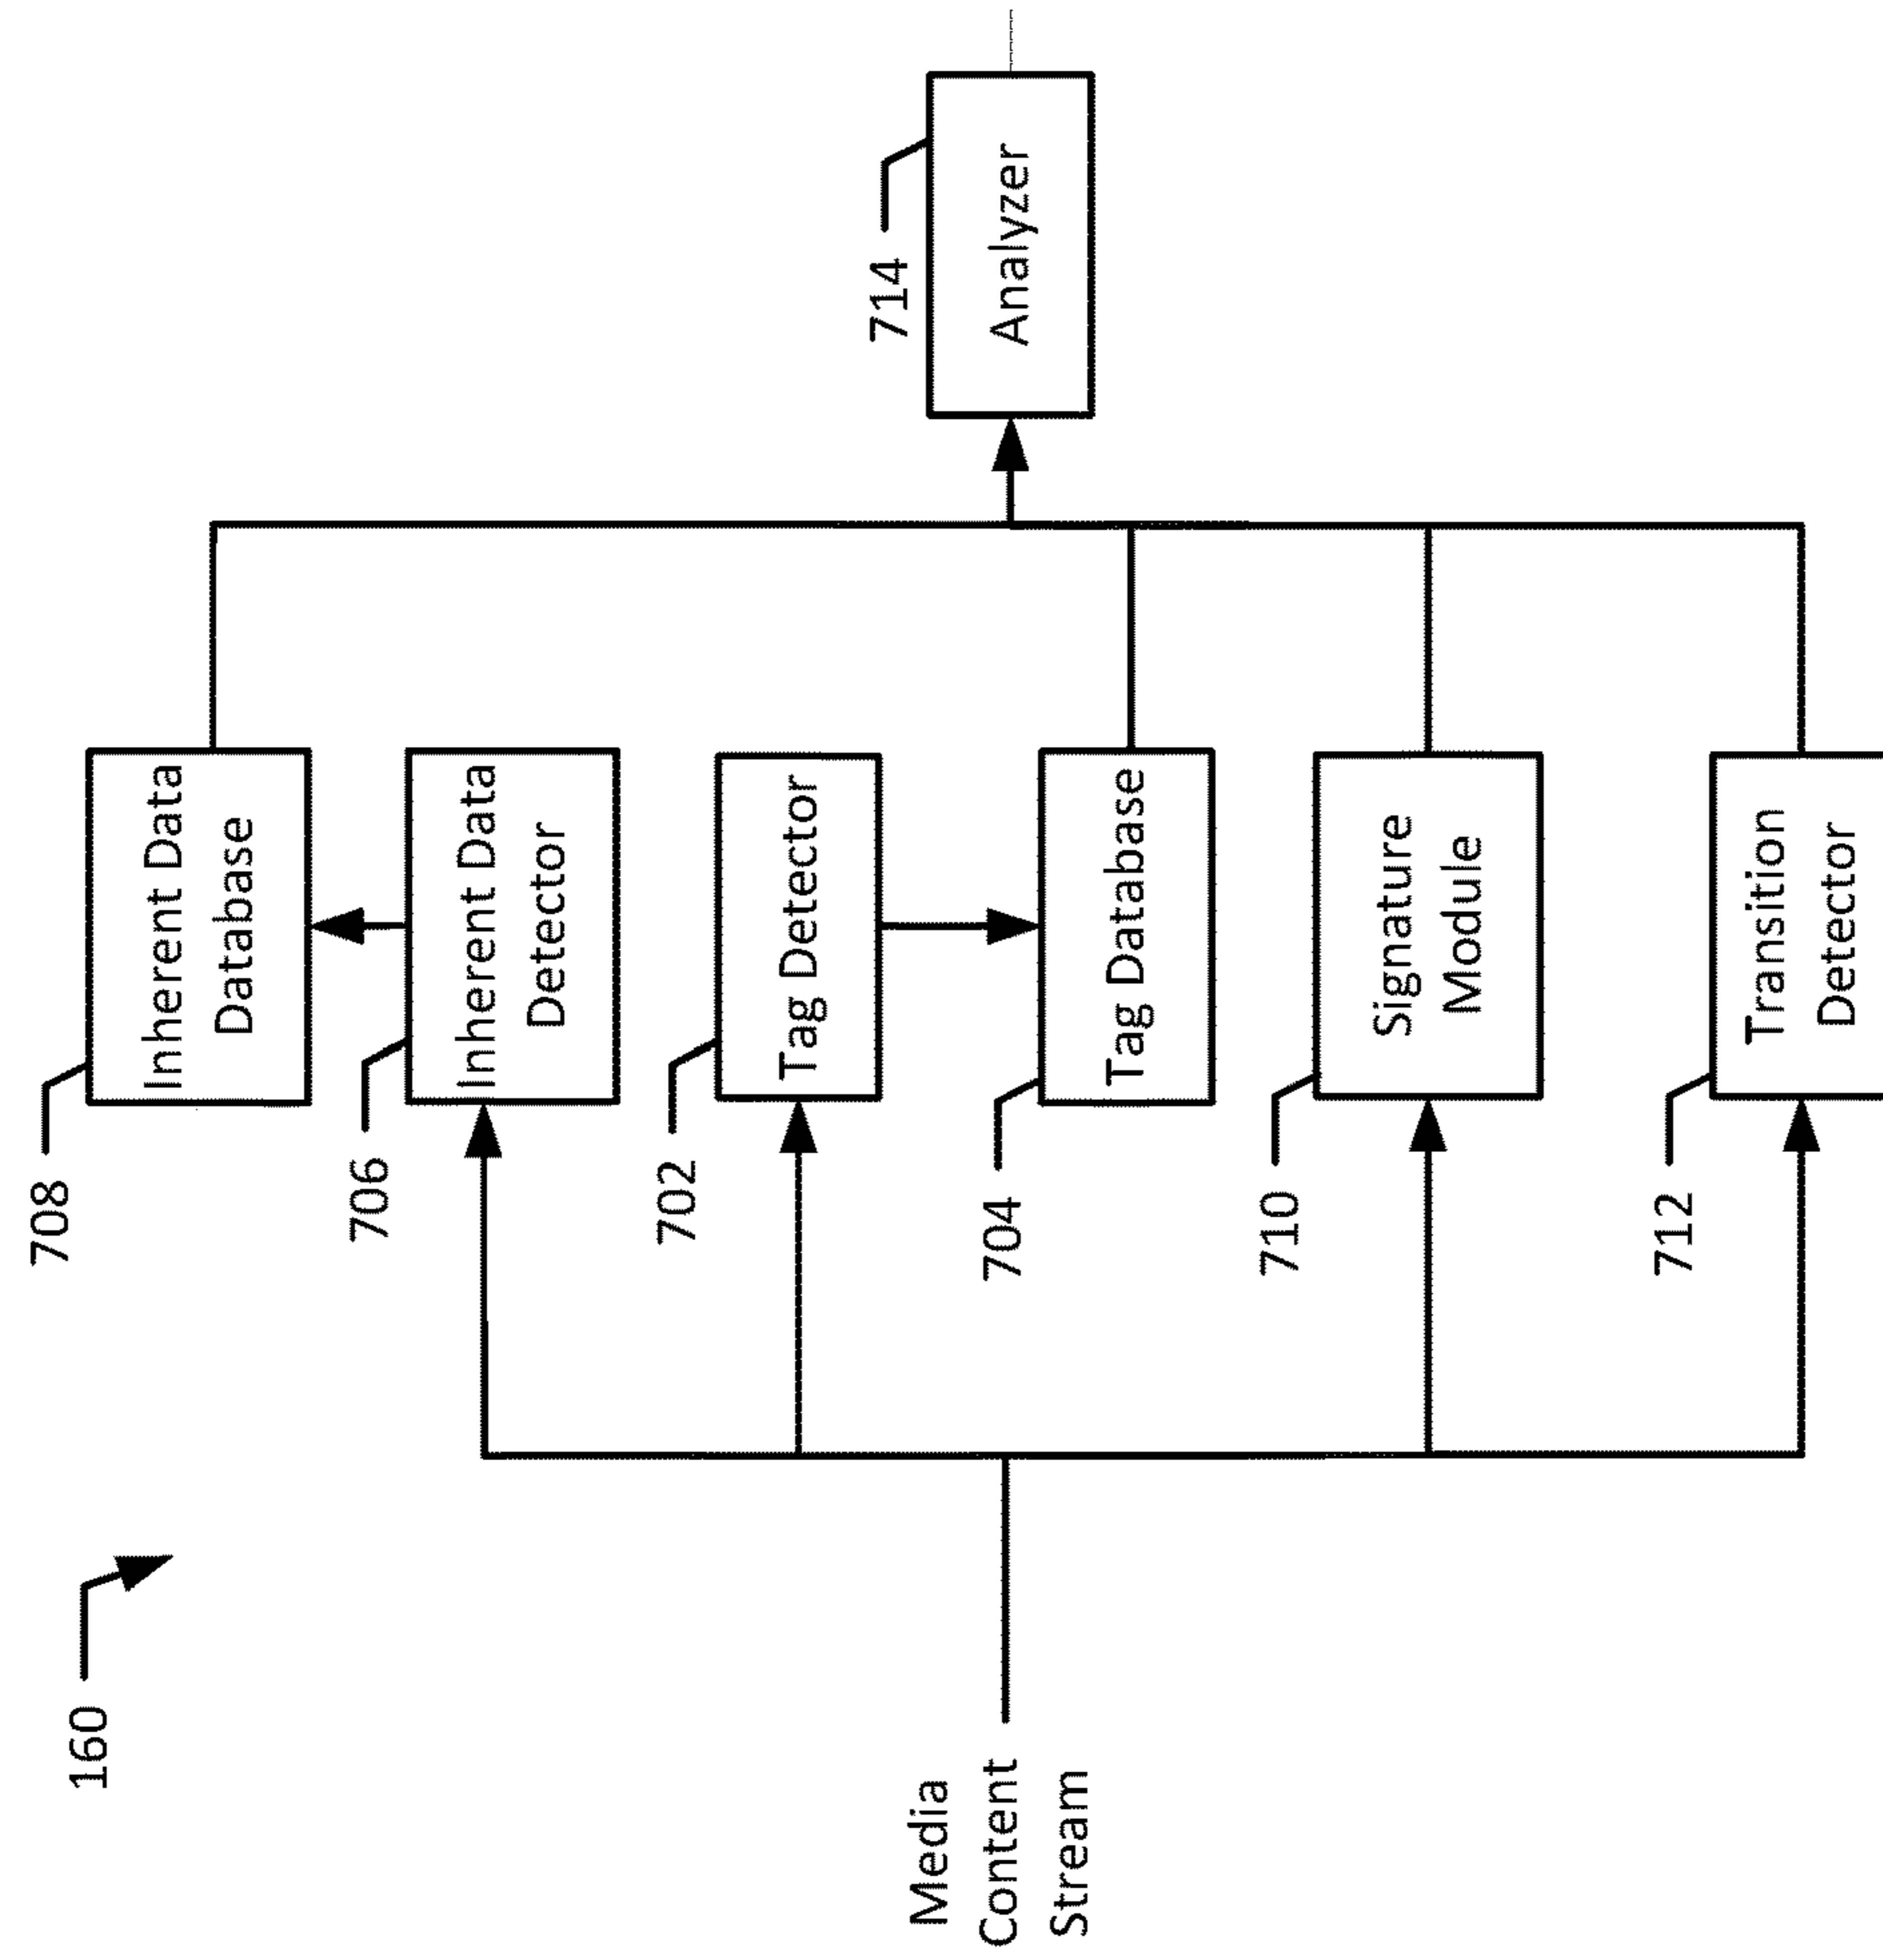 160
Media
Content
Stream
708
Inherent Data
Database
706
Inherent Data
Detector
702
Tag Detector
704
Tag Database
710
Signature
Module
712
Transition
Detector
714
Analyzer